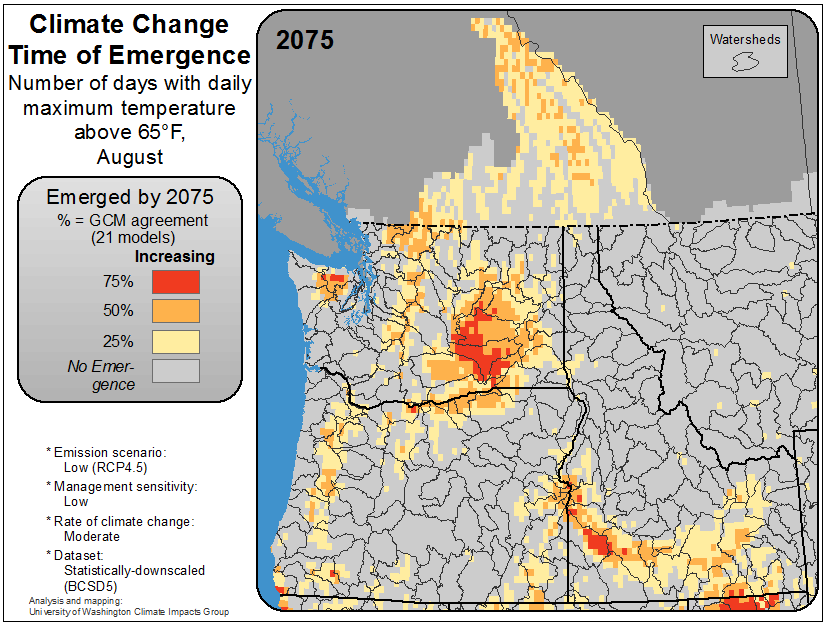 Climate Change
Time of Emergence
Number of days with daily
maximum temperature
above 65°F,
August
Emerged by 2075
% = GCM agreement
(21 models)
Increasing
75%
50%
25%
No Emer-
gence
* Emission scenario:
Low (RCP4.5)
* Management sensitivity:
Low
* Rate of climate change:
Moderate
* Dataset:
Statistically-downscaled
(BCSD5)
Analysis and mapping:
University of Washington Climate Impacts Group
2075
Watersheds